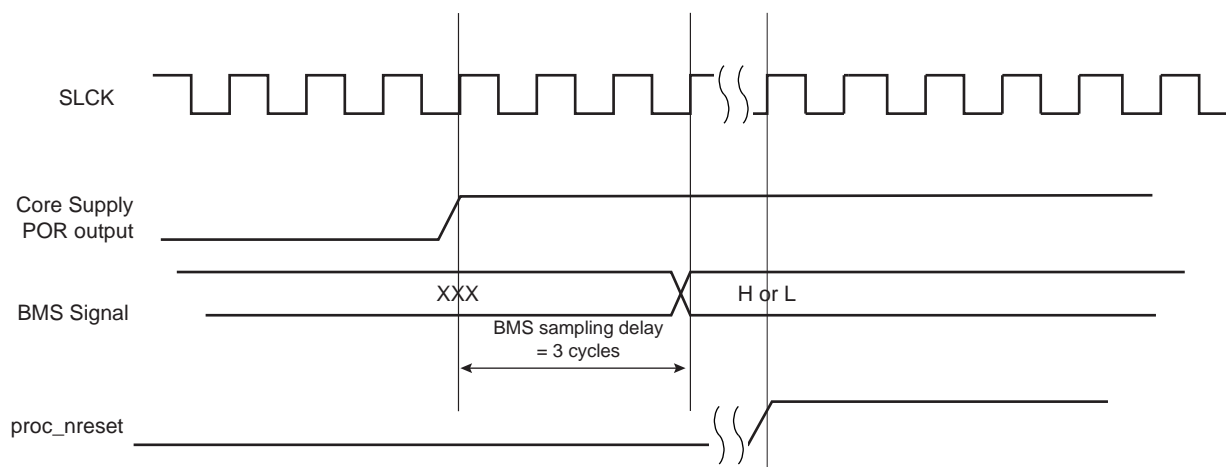 SLCK
Core Supply
POR output
XXX
H or L
BMS Signal
BMS sampling delay
= 3 cycles
proc_nreset